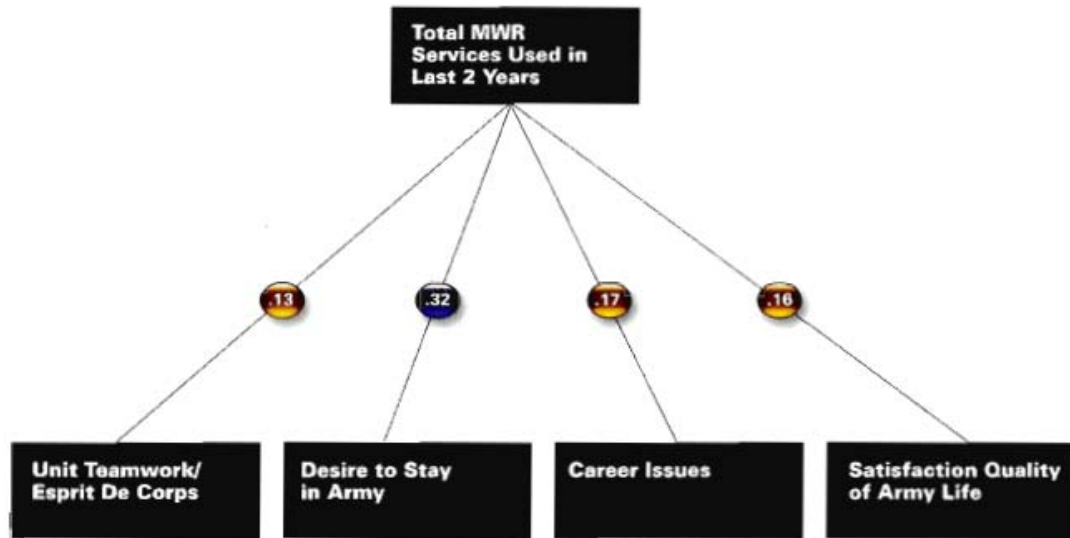 Total MWR
Services Used in
Last 2 Years
.13
.32
.17
.16
Unit Teamwork/
Esprit De Corps
Desire to Stay
in Army
Career Issues
Satisfaction Quality
of Army Life